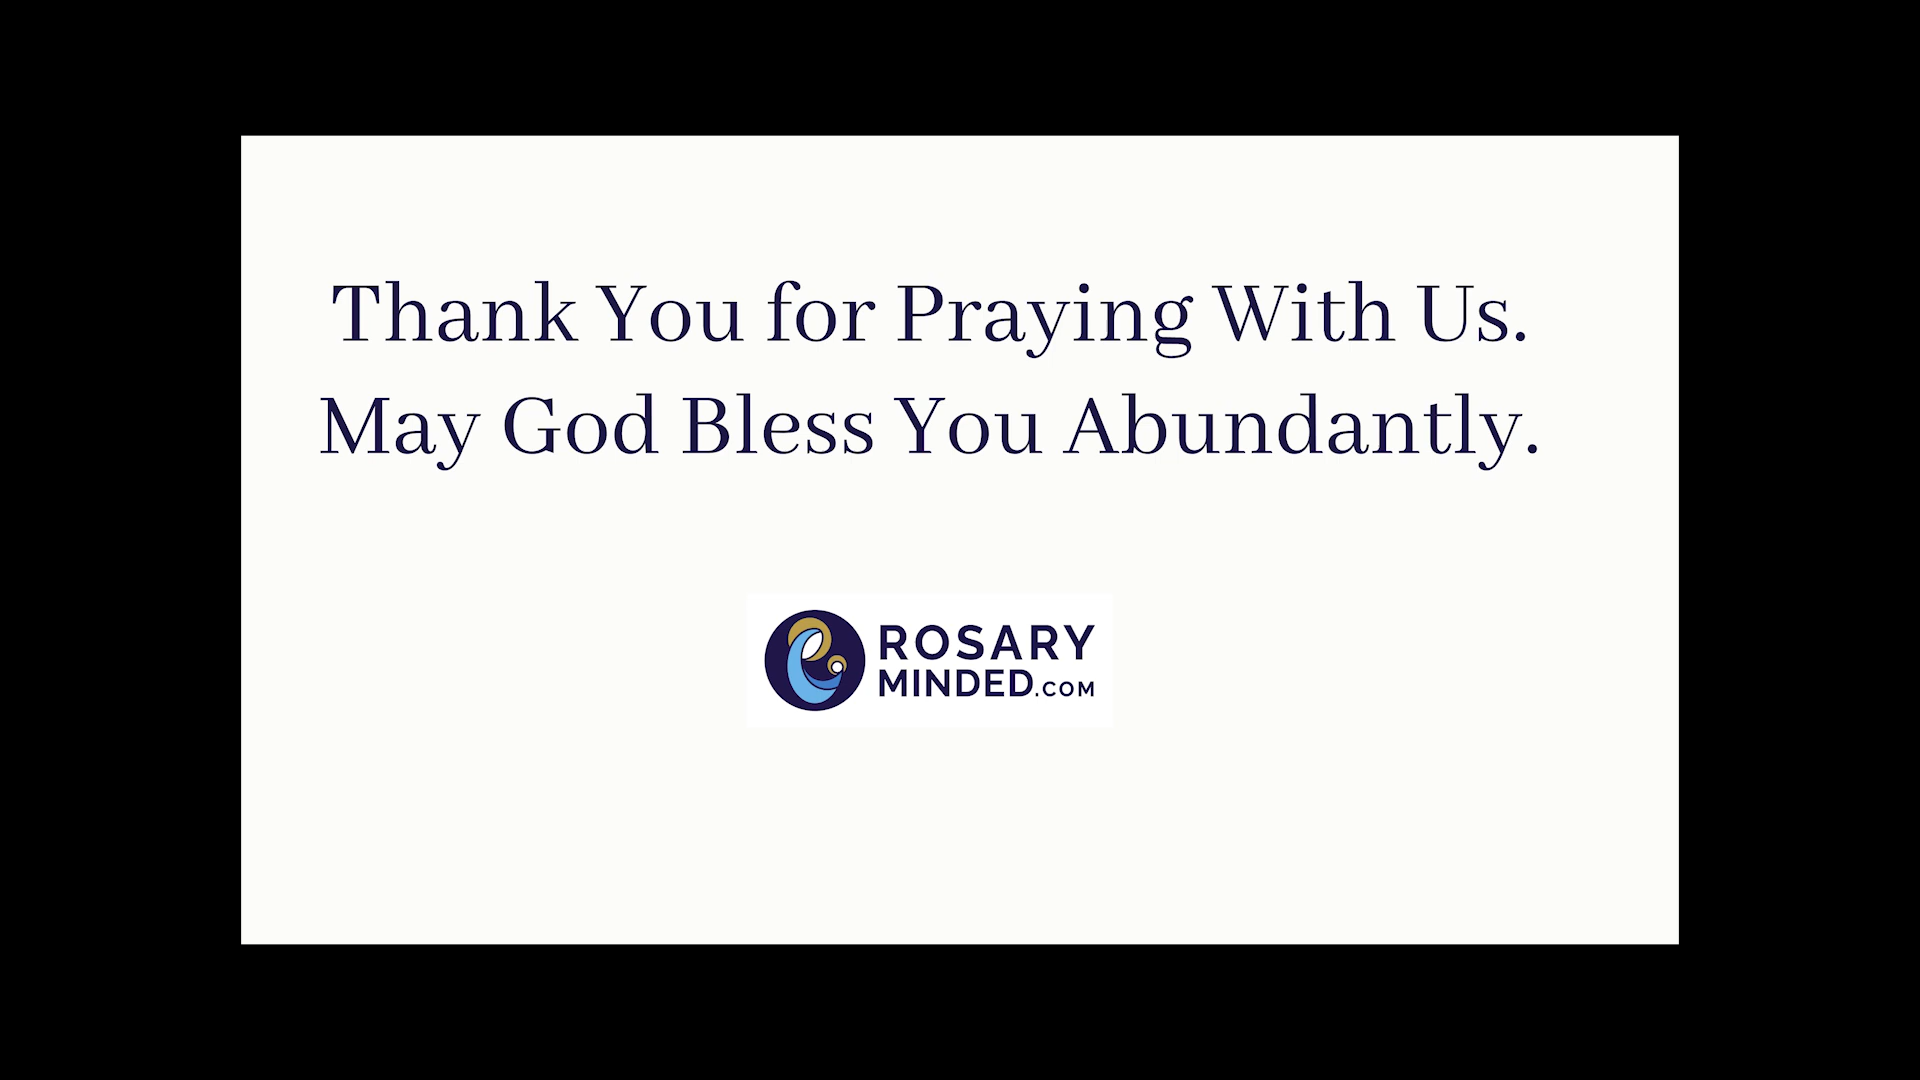 Thank You for Praying With Us.
May God Bless You Abundantly.
ROSARY
MINDED.COM